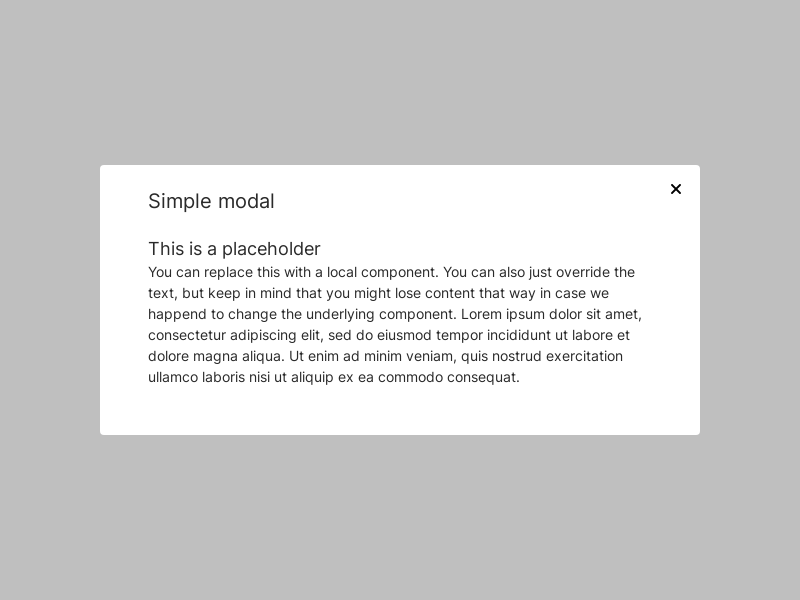 Simple modal
This is a placeholder
You can replace this with a local component. You can also just override the
text, but keep in mind that you might lose content that way in case we
happend to change the underlying component. Lorem ipsum dolor sit amet,
consectetur adipiscing elit, sed do eiusmod tempor incididunt ut labore et
dolore magna aliqua. Ut enim ad minim veniam, quis nostrud exercitation
ullamco laboris nisi ut aliquip ex ea commodo consequat.